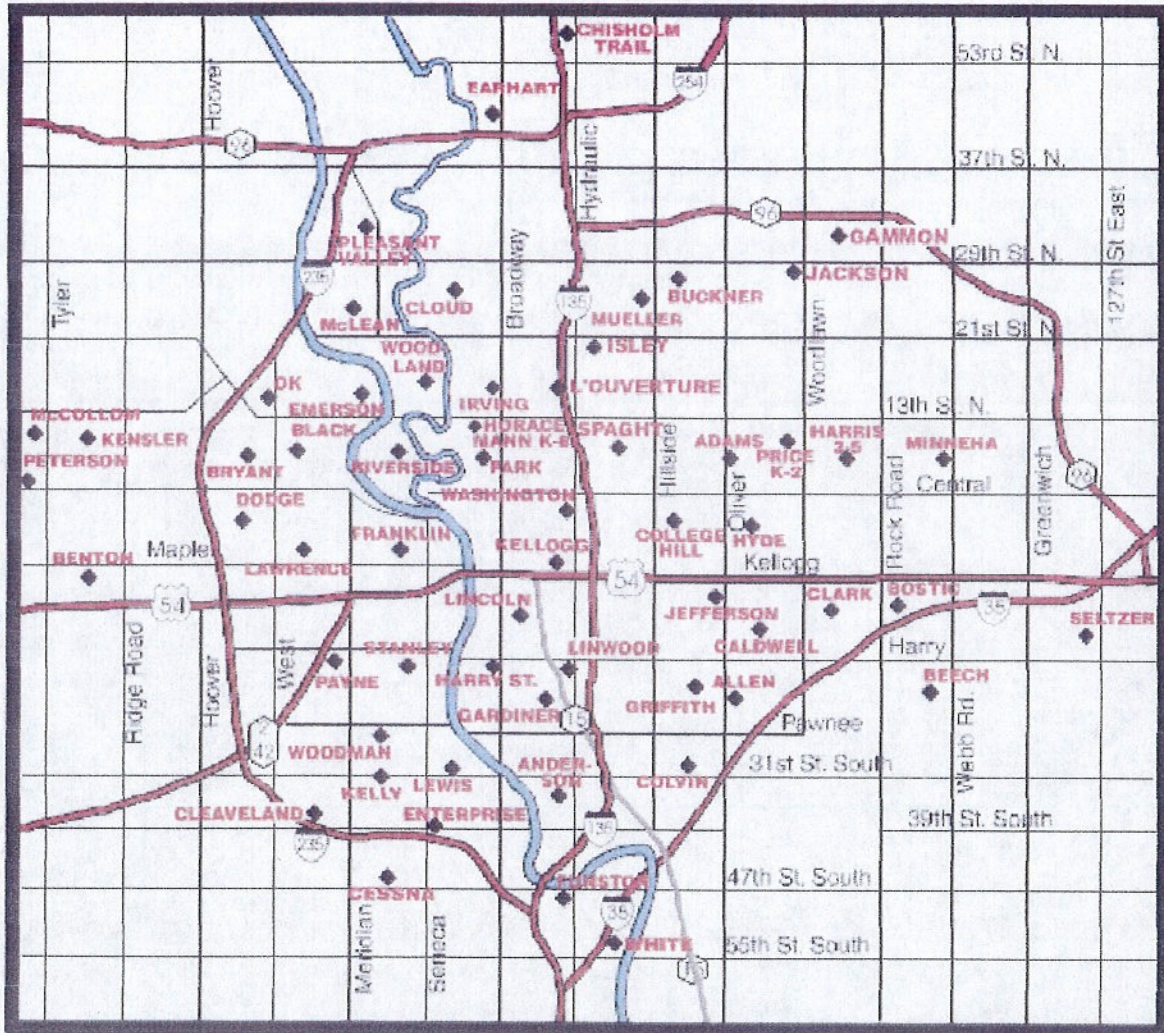 CHISHOLM
TRAIL
53rd St. N.
254
EARHART
Hoover
96
Hydraulic
37th St. N.
127th St East
PLEASANT
VALLEY
96
GAMMON
29th St. N.
235
Tyler
CLOUD
Broadway
135
BUCKNER
JACKSON
McLEAN
MUELLER
Woodlawn
21st St. N.
WOOD-
LAND
ISLEY
OK
EMERSON
IRVING
L'OUVERTURE
13th St. N.
McCOLLOM
KENSLER
BLACK
HORACE
MANN K-8
SPAGHT
ADAMS
HARRIS
2-5
MINNEHA
PETERSON
BRYANT
RIVERSIDE
PARK
PRICE
K-2
Hillside
Oliver
Central
96
DODGE
WASHINGTON
Rock Road
Greenwich
FRANKLIN
KELLOGG
COLLEGE
HILL
HYDE
BENTON
Maple
LAWRENCE
Kellogg
54
54
LINCOLN
JEFFERSON
CLARK
BOSTIC
35
SELTZER
CALDWELL
Ridge Road
Hoover
West
STANLEY
LINWOOD
Harry
PAYNE
HARRY ST.
ALLEN
BEECH
GARDINER
15
GRIFFITH
Pawnee
Webb Rd.
2
42
WOODMAN
ANDER-
SON
31st St. South
KELLY
LEWIS
COLVIN
CLEAVELAND
ENTERPRISE
39th St. South
235
135
CESSNA
FUNSTON
47th St. South
35
Meridian
Seneca
WHITE
55th St. South
15